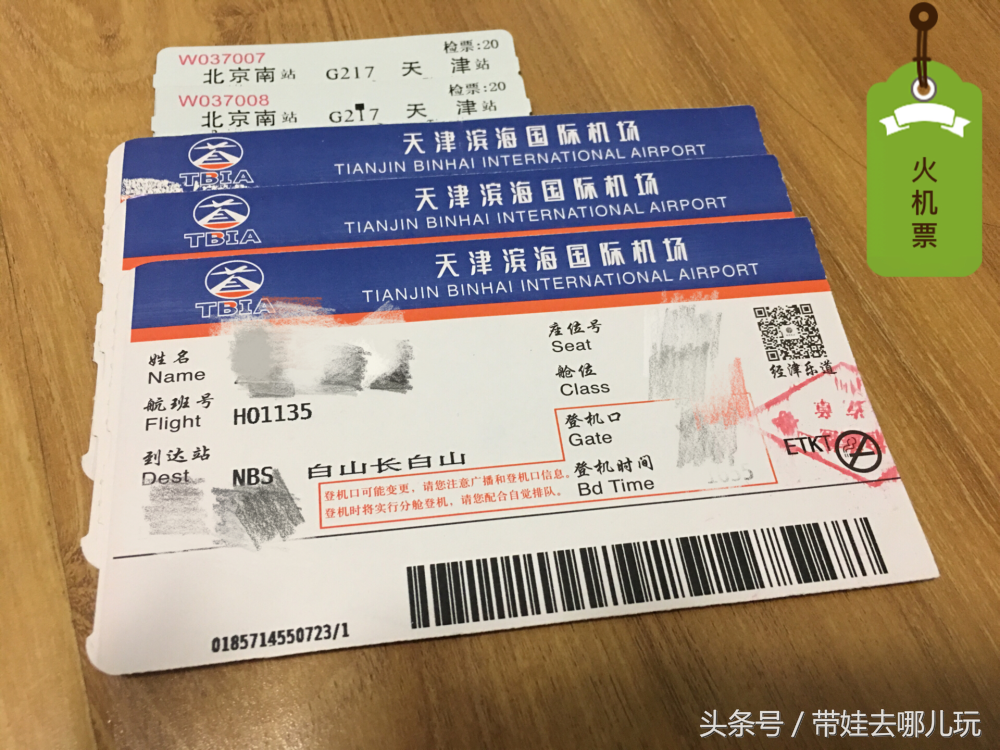 W037007
检票:20
北京南站 G217 天津站
W037008
检票:20
北京南站 G217 天津站
TBIA
天津滨海国际机场
TIANJIN BINHAI INTERNATIONAL AIRPORT
TBIA
天津滨海国际机场
TIANJIN BINHAI INTERNATIONAL AIRPORT
TBIA
天津滨海国际机场
TIANJIN BINHAI INTERNATIONAL AIRPORT
姓名
Name
航班号
Flight HO1135
到达站
Dest NBS 白山长白山
座位号
Seat
舱位
Class
登机口
Gate
登机时间
Bd Time
登机口可能变更，请您注意广播和登机口信息。
登机时将实行分舱登机，请您配合自觉排队。
经津乐道
ETKT
0185714550723/1
火机票
头条号 / 带娃去哪儿玩